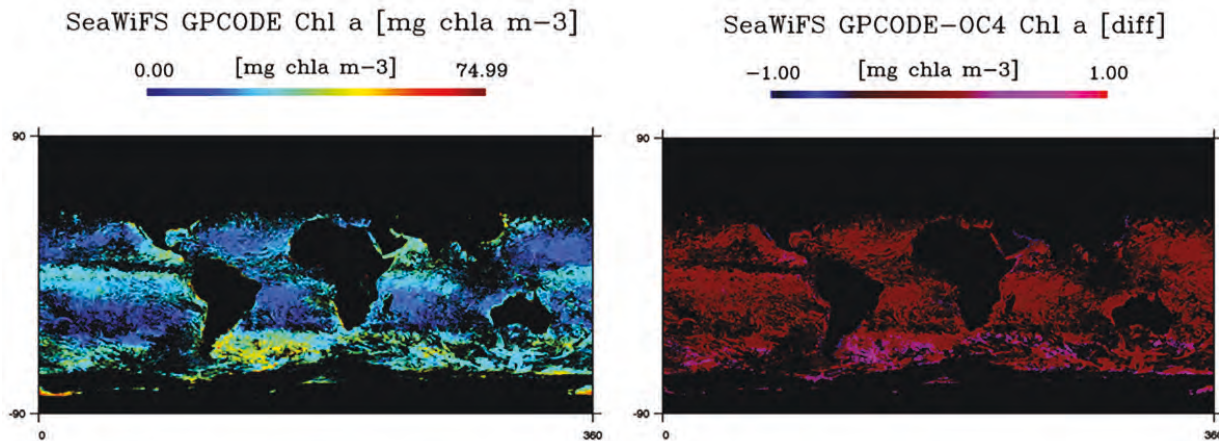 SeaWiFS GPCODE Chl a [mg chla m−3]
0.00 [mg chla m−3] 74.99
90
-90
0 360
SeaWiFS GPCODE−OC4 Chl a [diff]
−1.00 [mg chla m−3] 1.00
90
-90
0 360